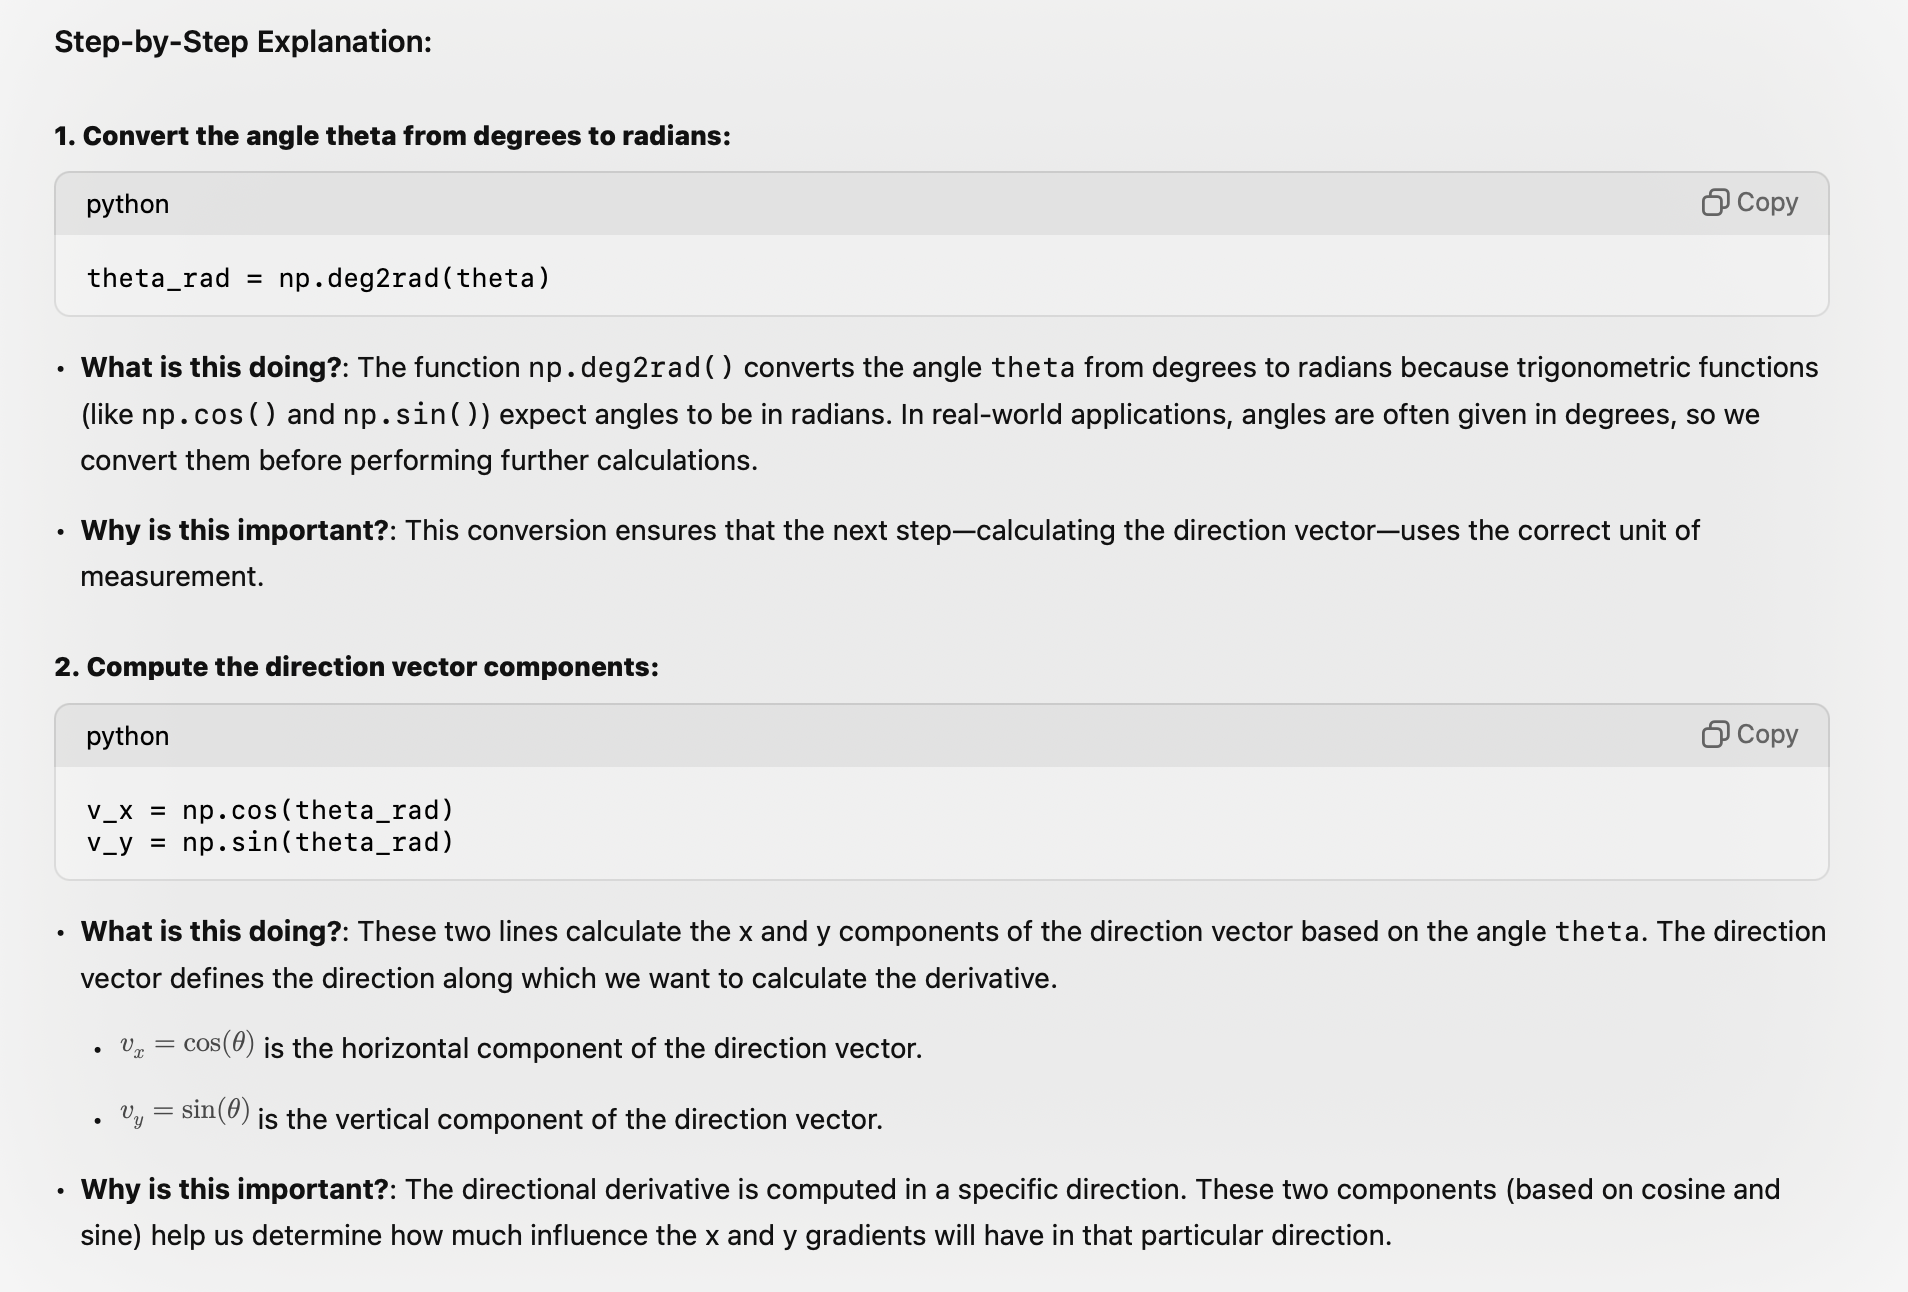 Step-by-Step Explanation:
1. Convert the angle theta from degrees to radians:
python
Copy
theta_rad = np.deg2rad(theta)
• What is this doing?: The function np.deg2rad() converts the angle theta from degrees to radians because trigonometric functions
(like np.cos() and np.sin()) expect angles to be in radians. In real-world applications, angles are often given in degrees, so we
convert them before performing further calculations.
• Why is this important?: This conversion ensures that the next step—calculating the direction vector—uses the correct unit of
measurement.
2. Compute the direction vector components:
python
Copy
v_x = np.cos(theta_rad)
v_y = np.sin(theta_rad)
• What is this doing?: These two lines calculate the x and y components of the direction vector based on the angle theta. The direction
vector defines the direction along which we want to calculate the derivative.
• vₓ = cos(θ) is the horizontal component of the direction vector.
• v_y = sin(θ) is the vertical component of the direction vector.
• Why is this important?: The directional derivative is computed in a specific direction. These two components (based on cosine and
sine) help us determine how much influence the x and y gradients will have in that particular direction.